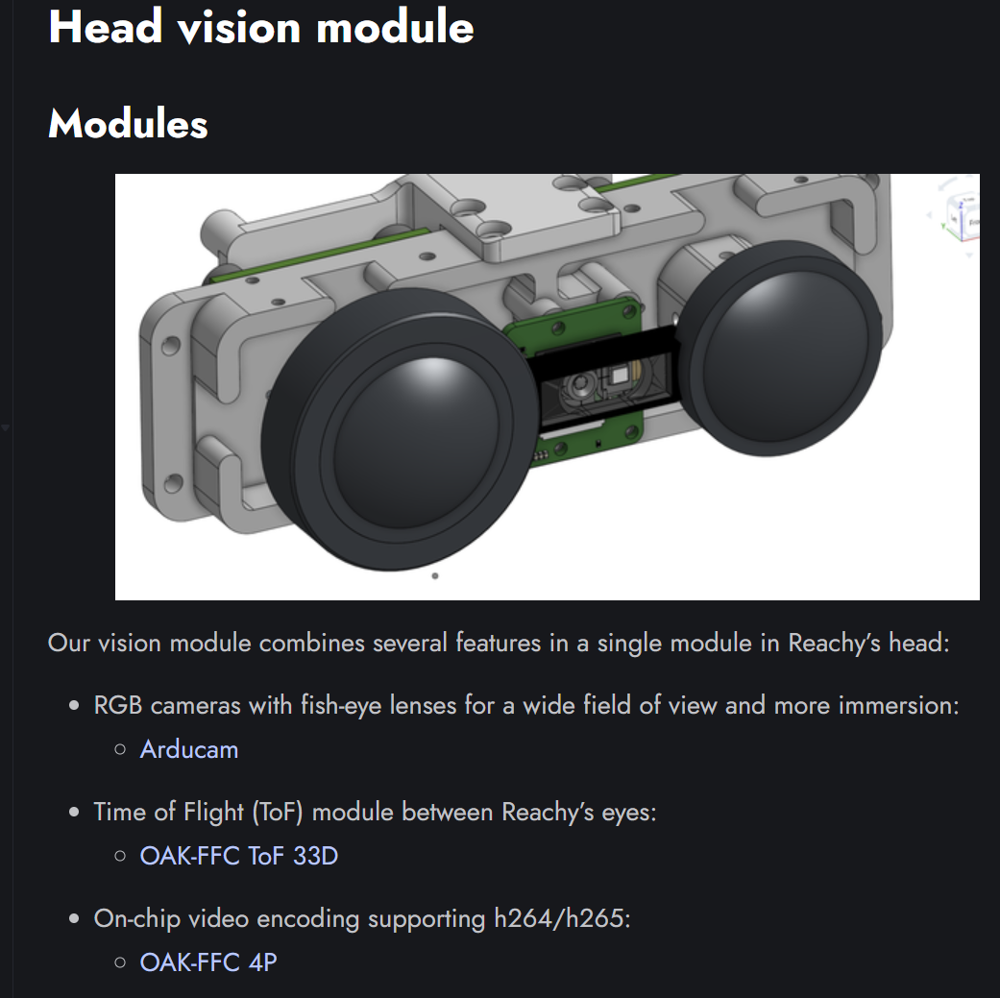 Head vision module
Modules
Our vision module combines several features in a single module in Reachy’s head:
RGB cameras with fish-eye lenses for a wide field of view and more immersion:
Arducam
Time of Flight (ToF) module between Reachy’s eyes:
OAK-FFC ToF 33D
On-chip video encoding supporting h264/h265:
OAK-FFC 4P